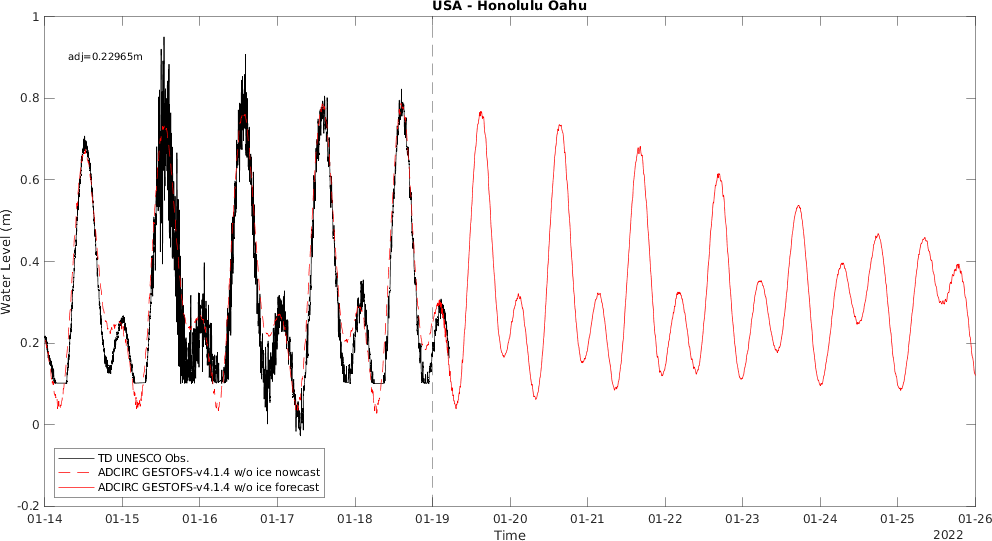 USA - Honolulu Oahu
adj=0.22965m
1
0.8
0.6
0.4
0.2
0
-0.2
Water Level (m)
TD UNESCO Obs.
ADCIRC GESTOFS-v4.1.4 w/o ice nowcast
ADCIRC GESTOFS-v4.1.4 w/o ice forecast
01-14 01-15 01-16 01-17 01-18 01-19 01-20 01-21 01-22 01-23 01-24 01-25 01-26
Time
2022